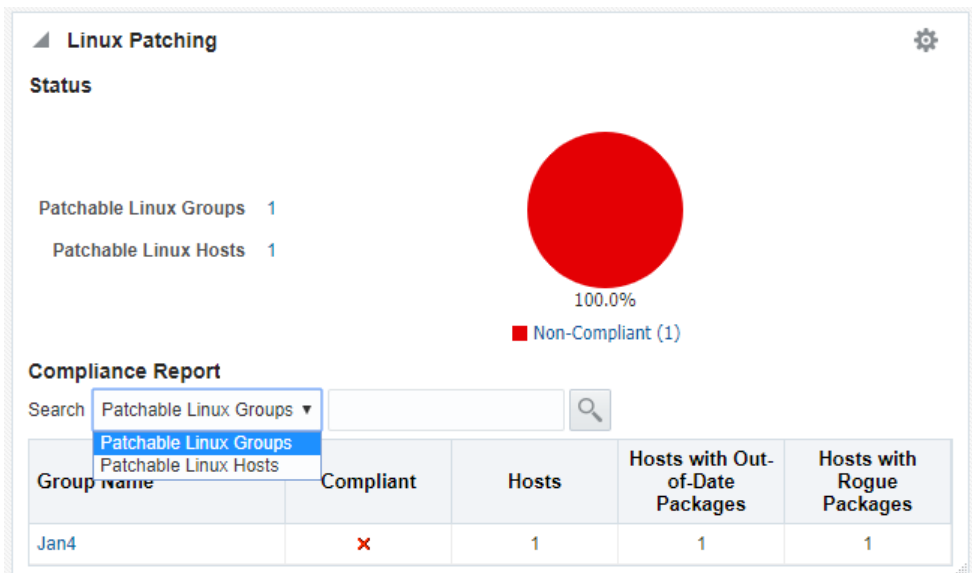 Linux Patching
Status
Patchable Linux Groups 1
Patchable Linux Hosts 1
100.0%
Non-Compliant (1)
Compliance Report
Search Patchable Linux Groups
Patchable Linux Groups
Patchable Linux Hosts
Group Name Compliant Hosts Hosts with Out-of-Date Packages Hosts with Rogue Packages
Jan4 1 1 1